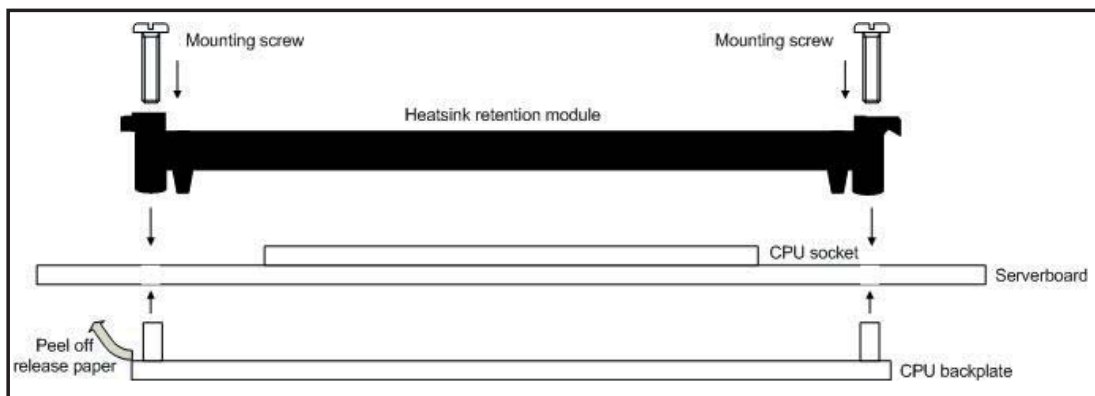 Mounting screw
Mounting screw
Heatsink retention module
CPU socket
Serverboard
Peel off
release paper
CPU backplate